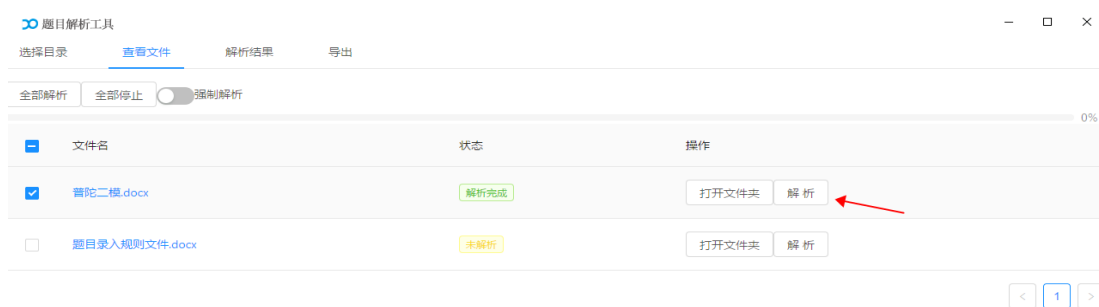 题目解析工具
选择目录 查看文件 解析结果 导出
全部解析 全部停止 强制解析
0%
文件名 状态 操作
普陀二模.docx 解析完成 打开文件夹 解 析
题目录入规则文件.docx 未解析 打开文件夹 解 析
< 1 >